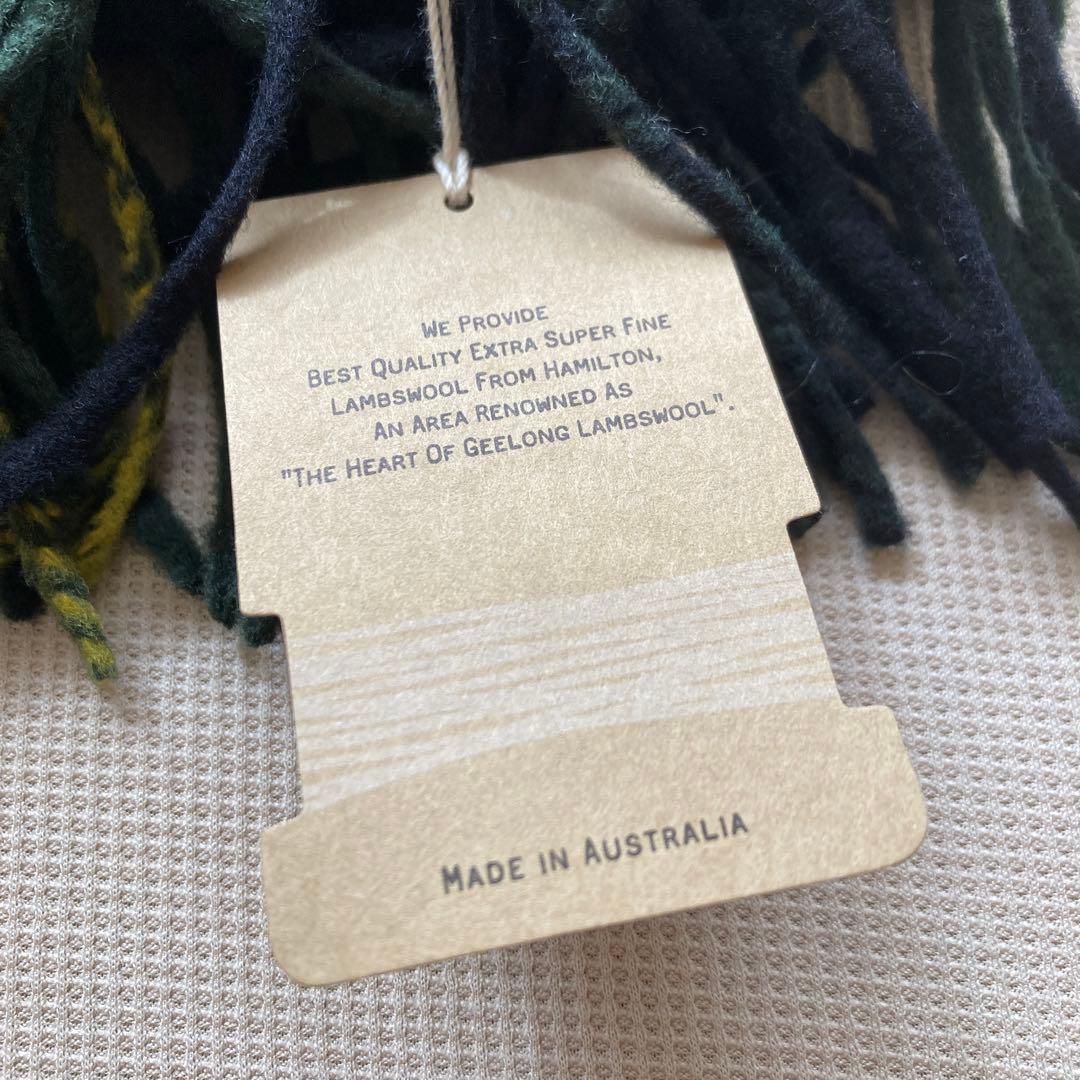 WE PROVIDE
BEST QUALITY EXTRA SUPER FINE
LAMBSWOOL FROM HAMILTON,
AN AREA RENOWNED AS
"THE HEART OF GEELONG LAMBSWOOL".
MADE IN AUSTRALIA